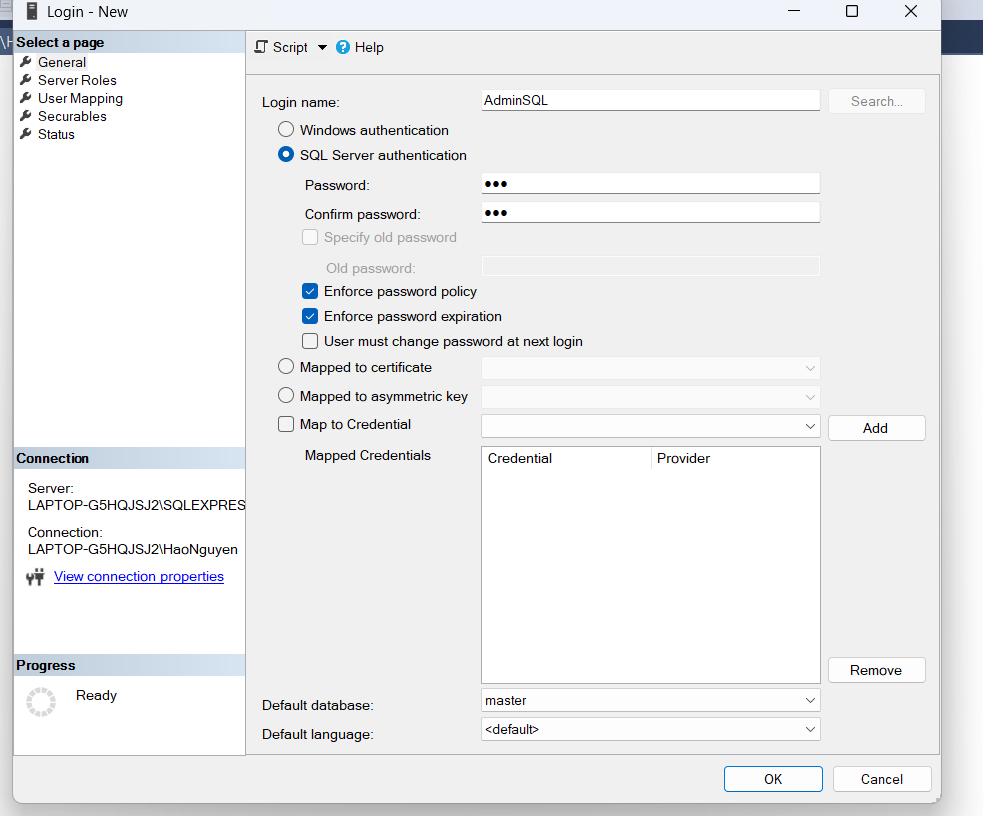 Login - New
Select a page
General
Server Roles
User Mapping
Securables
Status
Script
Help
Login name:
AdminSQL
Search...
Windows authentication
SQL Server authentication
Password:
●●●
Confirm password:
●●●
Specify old password
Old password:
Enforce password policy
Enforce password expiration
User must change password at next login
Mapped to certificate
Mapped to asymmetric key
Map to Credential
Add
Mapped Credentials
Credential
Provider
Remove
Default database:
master
Default language:
<default>
Connection
Server:
LAPTOP-G5HQJSJ2\SQLEXPRES
Connection:
LAPTOP-G5HQJSJ2\HaoNguyen
View connection properties
Progress
Ready
OK
Cancel